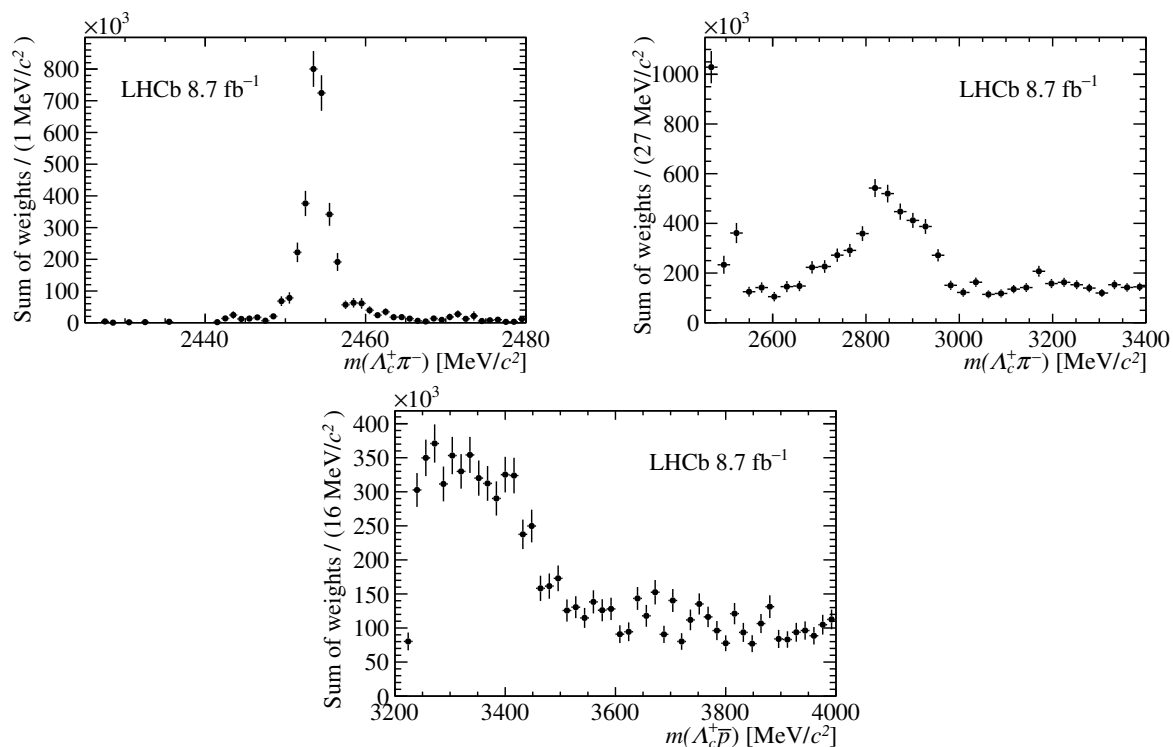 ×10³
Sum of weights / (1 MeV/c²)
800
700
600
500
400
300
200
100
0
LHCb 8.7 fb⁻¹
2440 2460 2480
m(Λc⁺π⁻) [MeV/c²]
×10³
Sum of weights / (27 MeV/c²)
1000
800
600
400
200
0
LHCb 8.7 fb⁻¹
2600 2800 3000 3200 3400
m(Λc⁺π⁻) [MeV/c²]
×10³
Sum of weights / (16 MeV/c²)
400
350
300
250
200
150
100
50
0
LHCb 8.7 fb⁻¹
3200 3400 3600 3800 4000
m(Λc⁺p̅) [MeV/c²]